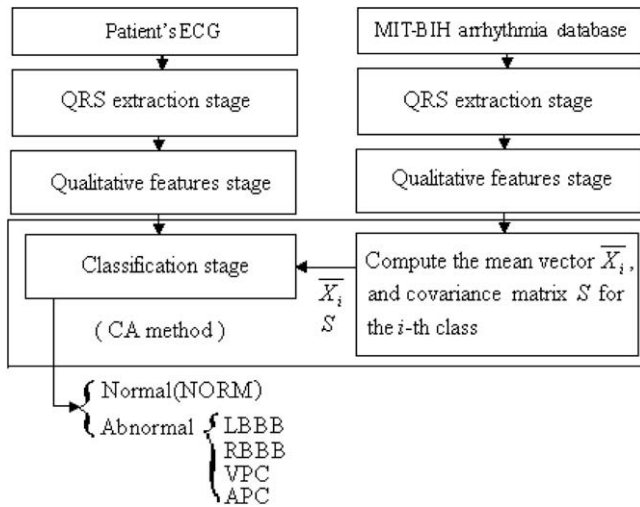 Patient's ECG
MIT-BIH arrhythmia database
QRS extraction stage
QRS extraction stage
Qualitative features stage
Qualitative features stage
Classification stage
( CA method )
X̅ᵢ
S
Compute the mean vector X̅ᵢ ,
and covariance matrix S for
the i-th class
Normal(NORM)
Abnormal
LBBB
RBBB
VPC
APC